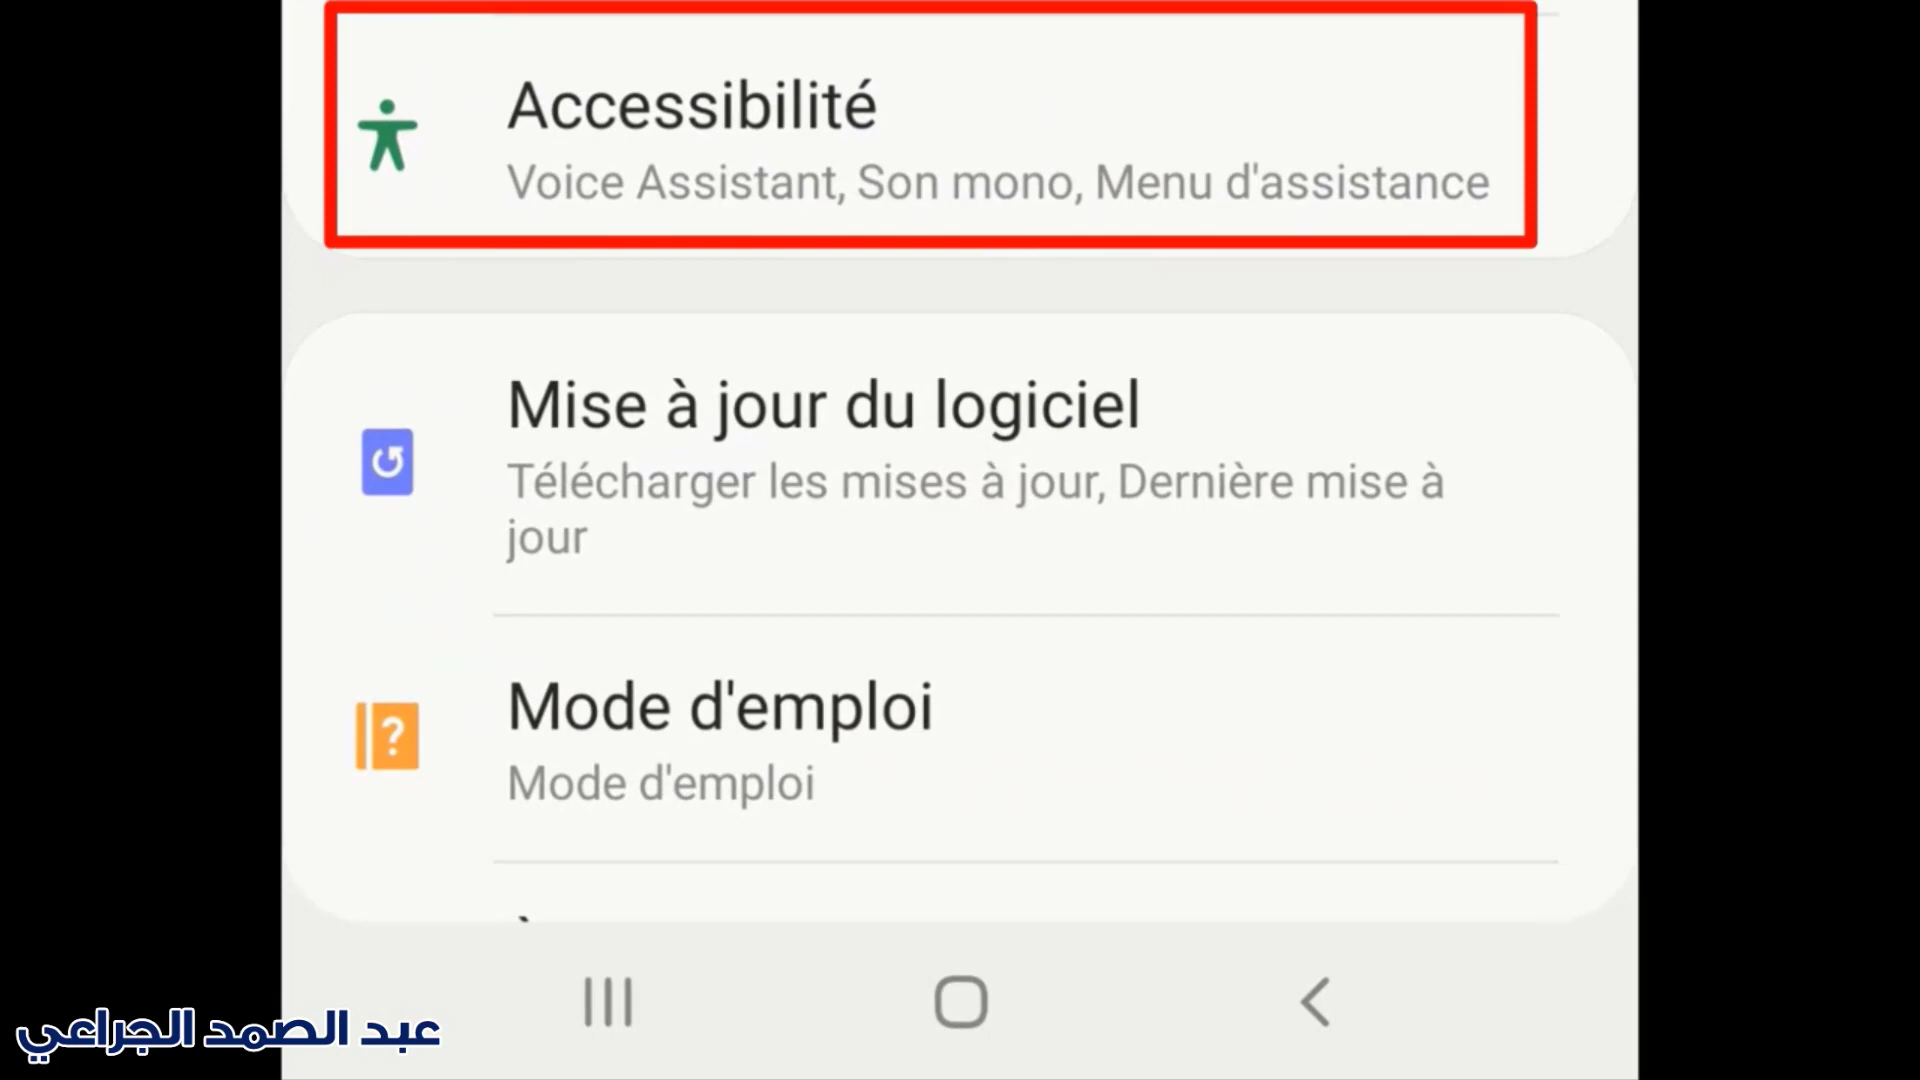 Accessibilité
Voice Assistant, Son mono, Menu d'assistance
Mise à jour du logiciel
Télécharger les mises à jour, Dernière mise à
jour
Mode d'emploi
Mode d'emploi
عبد الصمد الجراعي